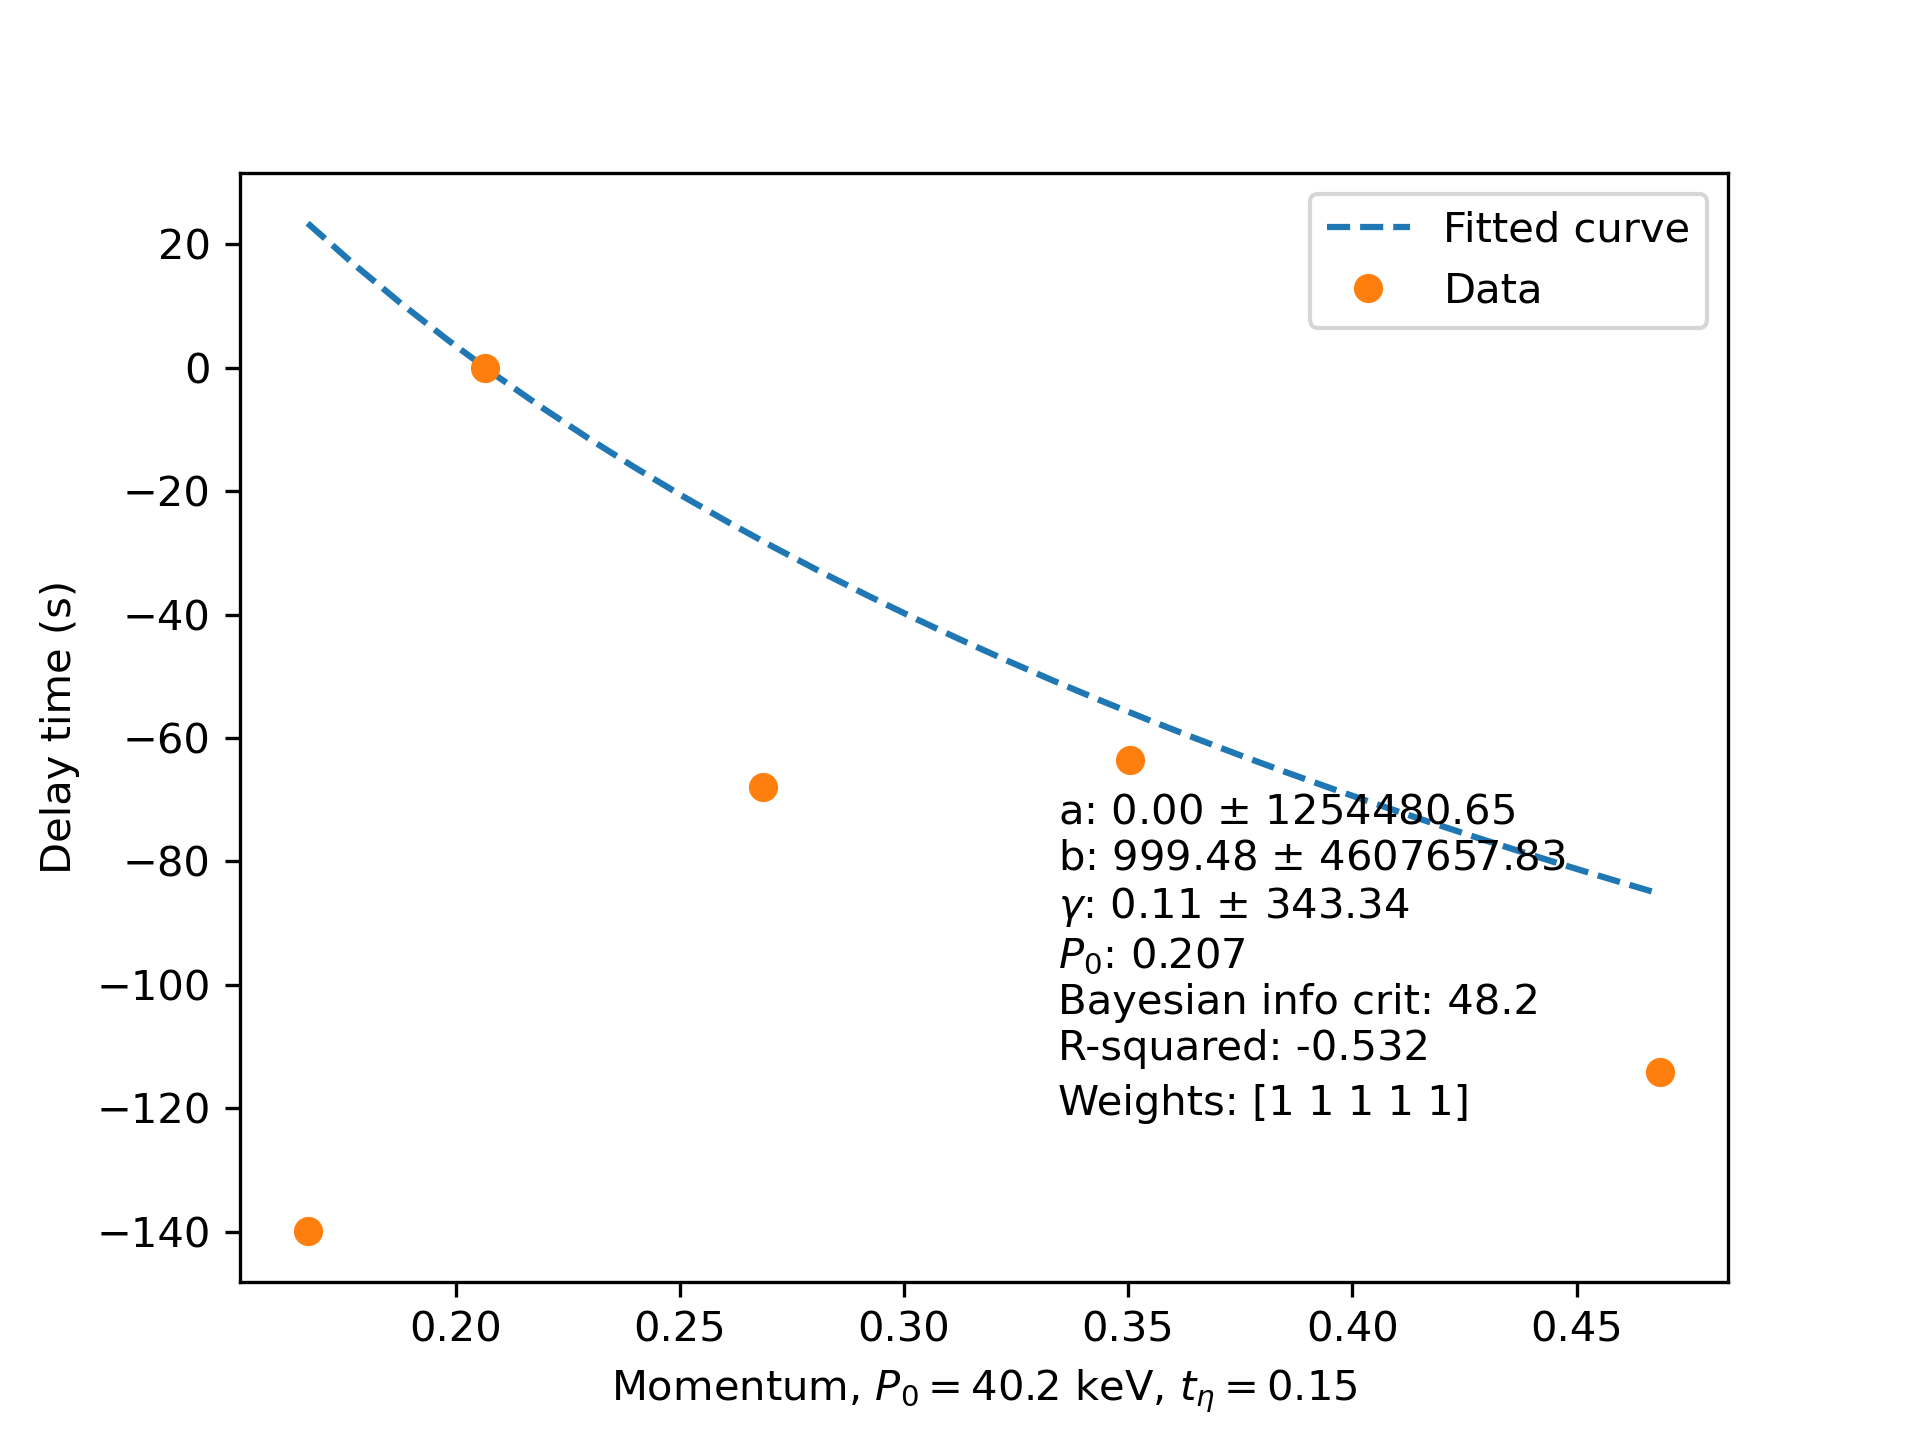 Fitted curve
Data
20
0
−20
−40
−60
−80
−100
−120
−140
Delay time (s)
a: 0.00 ± 1254480.65
b: 999.48 ± 4607657.83
γ: 0.11 ± 343.34
P₀: 0.207
Bayesian info crit: 48.2
R-squared: -0.532
Weights: [1 1 1 1 1]
0.20 0.25 0.30 0.35 0.40 0.45
Momentum, P₀ = 40.2 keV, tη = 0.15